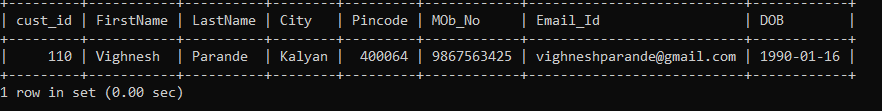 | cust_id | FirstName | LastName | City | Pincode | MOb_No | Email_Id | DOB |
| 110 | Vighnesh | Parande | Kalyan | 400064 | 9867563425 | vighneshparande@gmail.com | 1990-01-16 |
1 row in set (0.00 sec)